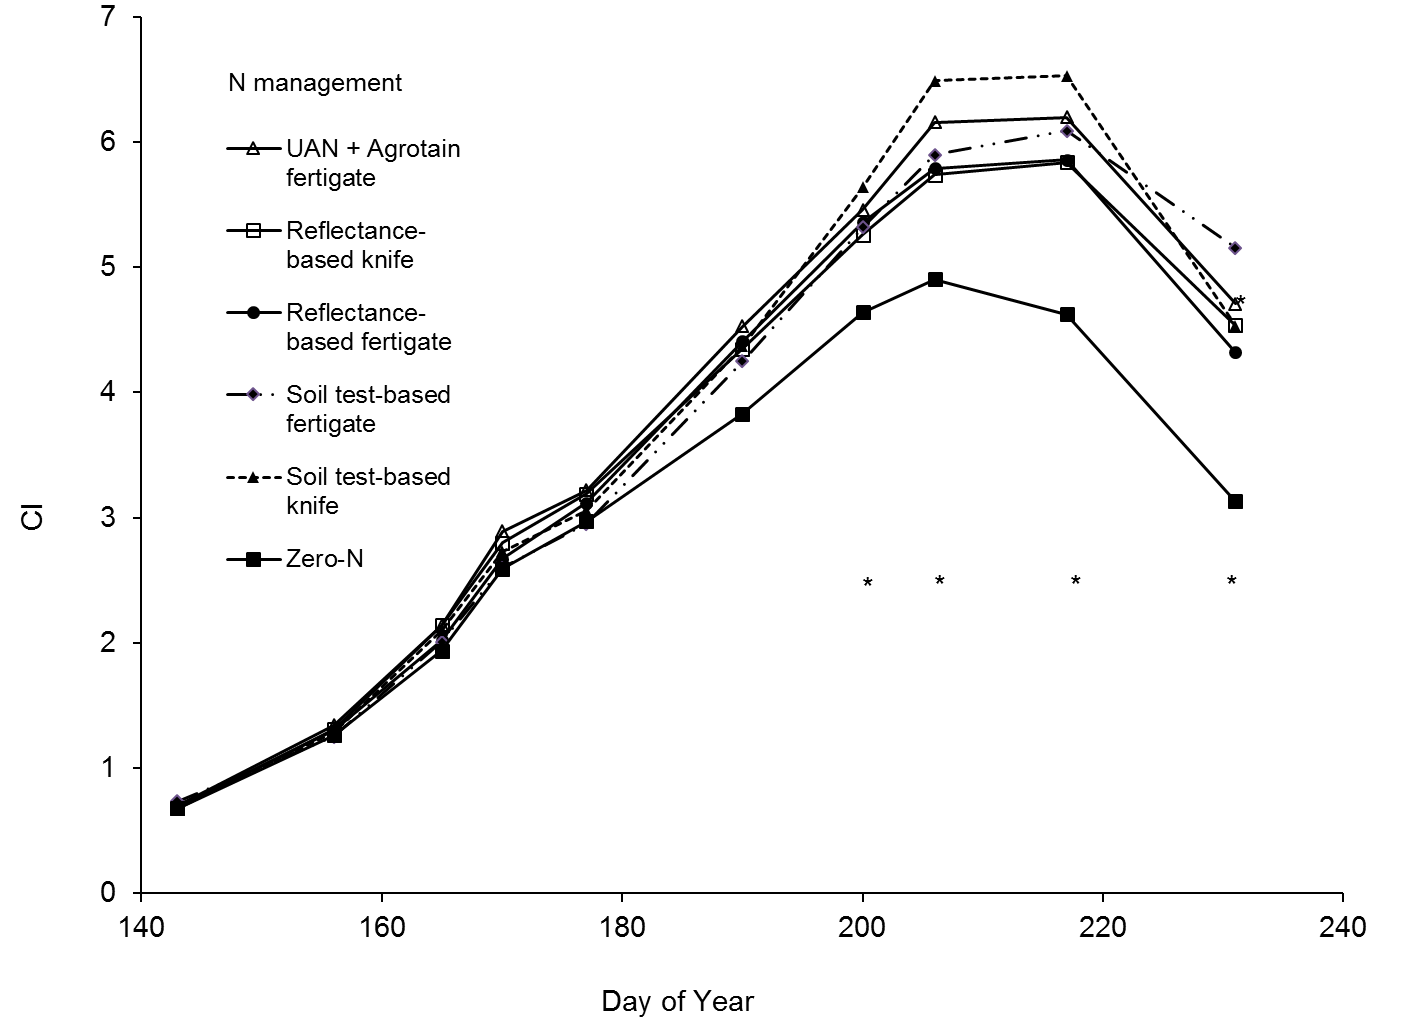 7
6
5
4
3
2
1
0
CI
N management
UAN + Agrotain
fertigate
Reflectance-
based knife
Reflectance-
based fertigate
Soil test-based
fertigate
Soil test-based
knife
Zero-N
*
* * * *
140 160 180 200 220 240
Day of Year